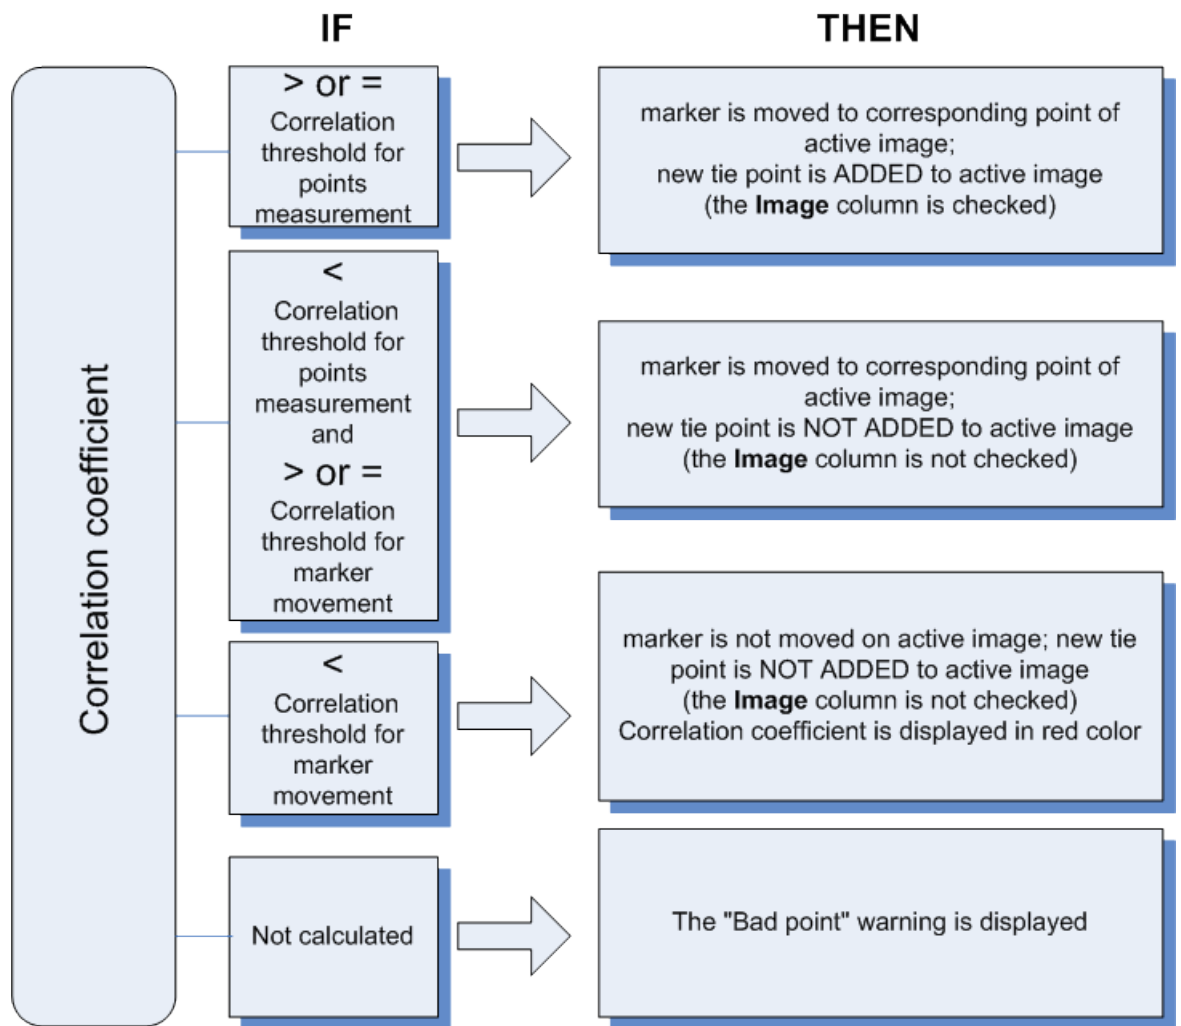 IF
THEN
Correlation coefficient
> or =
Correlation
threshold for
points
measurement
marker is moved to corresponding point of
active image;
new tie point is ADDED to active image
(the Image column is checked)
<
Correlation
threshold for
points
measurement
and
> or =
Correlation
threshold for
marker
movement
marker is moved to corresponding point of
active image;
new tie point is NOT ADDED to active image
(the Image column is not checked)
<
Correlation
threshold for
marker
movement
marker is not moved on active image; new tie
point is NOT ADDED to active image
(the Image column is not checked)
Correlation coefficient is displayed in red color
Not calculated
The "Bad point" warning is displayed